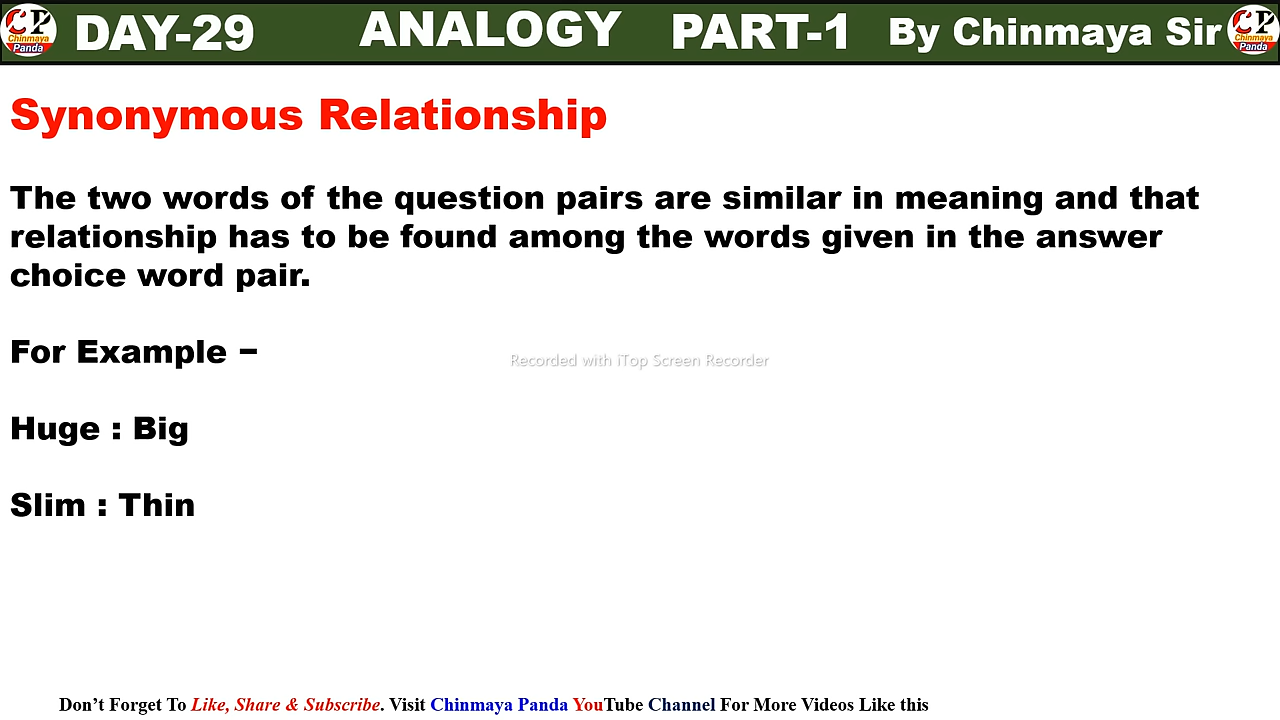 CP Chinmaya Panda DAY-29 ANALOGY PART-1 By Chinmaya Sir CP Chinmaya Panda
Synonymous Relationship
The two words of the question pairs are similar in meaning and that
relationship has to be found among the words given in the answer
choice word pair.
For Example −
Recorded with iTop Screen Recorder
Huge : Big
Slim : Thin
Don’t Forget To Like, Share & Subscribe. Visit Chinmaya Panda YouTube Channel For More Videos Like this